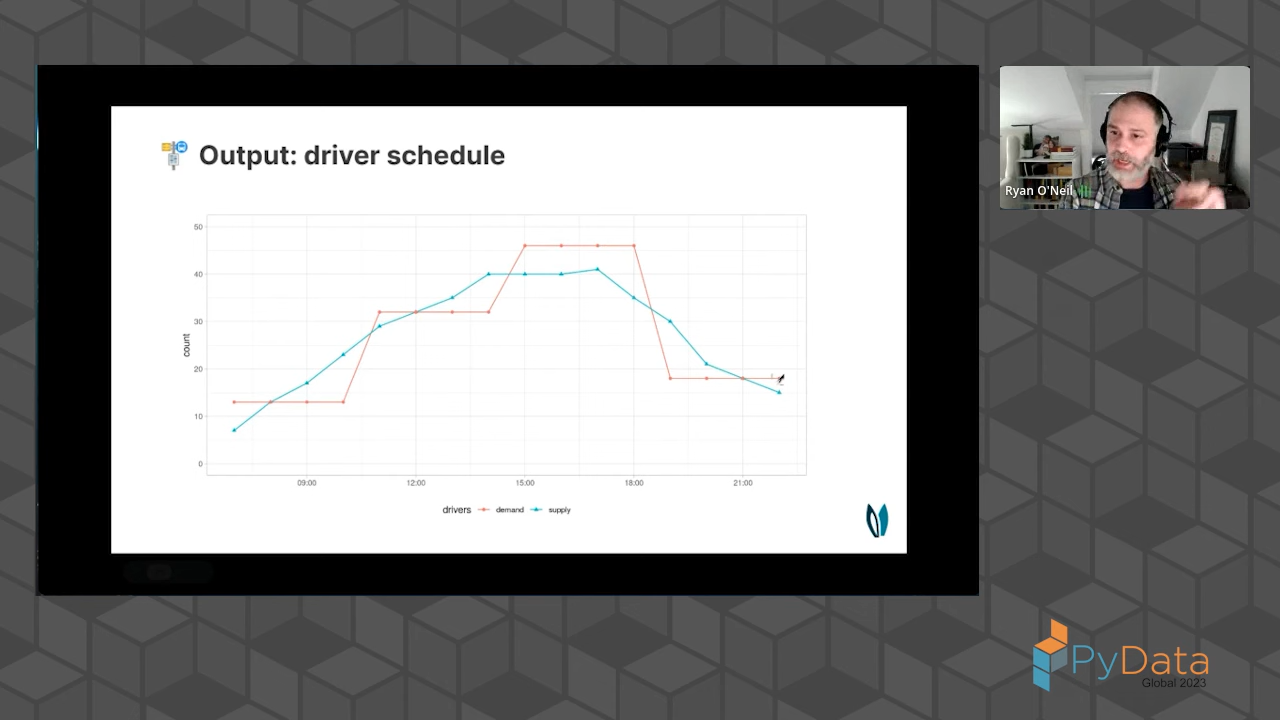 Output: driver schedule
50
40
30
20
10
0
count
09:00
12:00
15:00
18:00
21:00
drivers demand supply
Ryan O'Neil
PyData
Global 2023